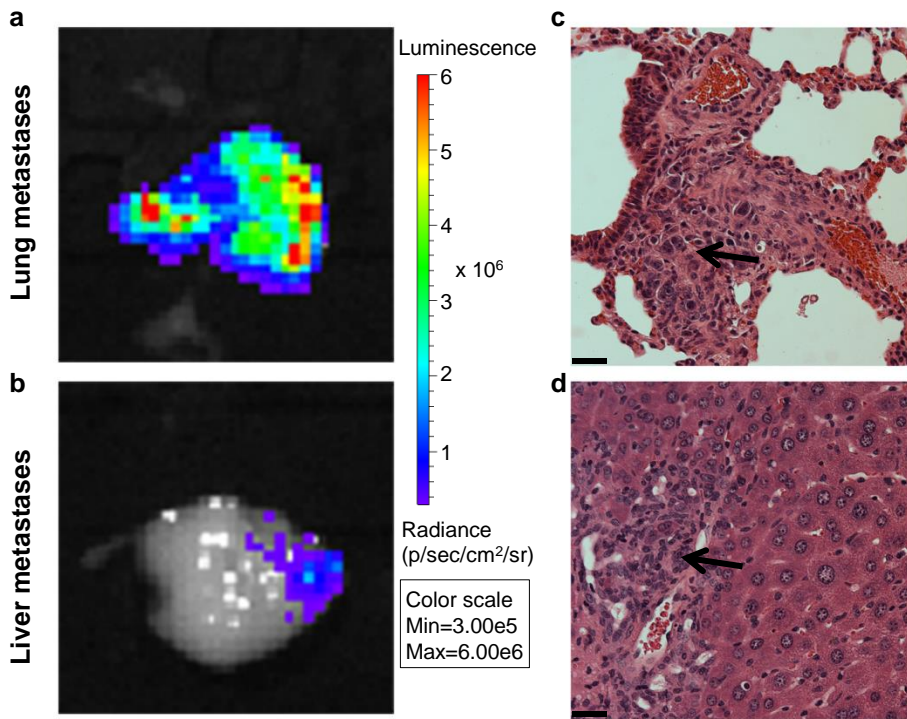 a
Lung metastases
Luminescence
6
5
4
x 10⁶
3
2
1
c
b
Liver metastases
Radiance
(p/sec/cm²/sr)
Color scale
Min=3.00e5
Max=6.00e6
d